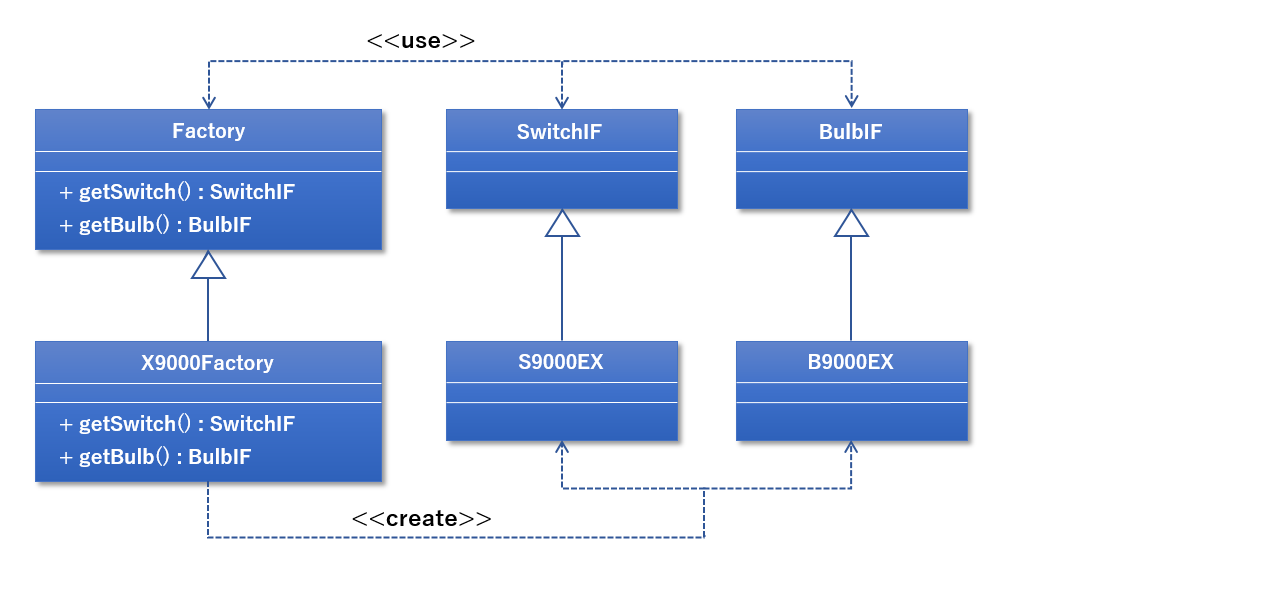 <<use>>
Factory
+ getSwitch() : SwitchIF
+ getBulb() : BulbIF
SwitchIF
BulbIF
X9000Factory
+ getSwitch() : SwitchIF
+ getBulb() : BulbIF
S9000EX
B9000EX
<<create>>